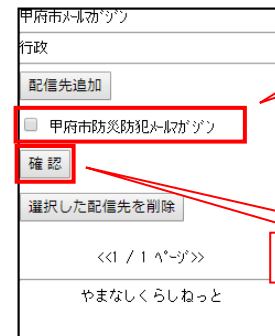 甲府市ﾒｰﾙﾏｶﾞｼﾞﾝ
行政
配信先追加
甲府市防災防犯ﾒｰﾙﾏｶﾞｼﾞﾝ
確認
選択した配信先を削除
<<1 / 1 ﾍﾟｰｼﾞ>>
やまなしくらしねっと